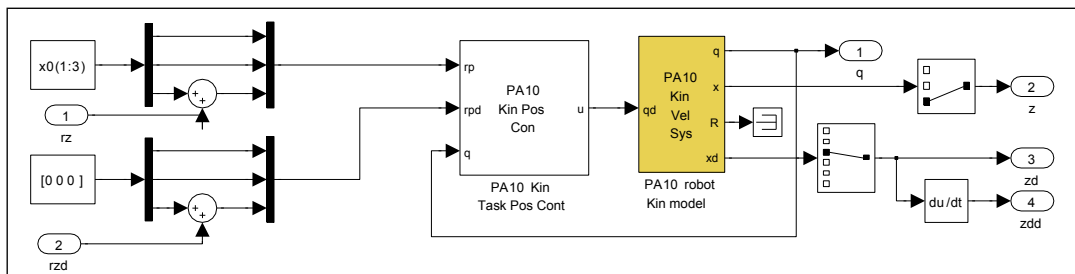 x0(1:3)
1
rz
[0 0 0 ]
2
rzd
+
+
+
+
rp
rpd
q
PA10
Kin Pos
Con
u
PA10 Kin
Task Pos Cont
qd
PA10
Kin
Vel
Sys
q
x
R
xd
PA10 robot
Kin model
1
q
2
z
3
zd
du/dt
4
zdd